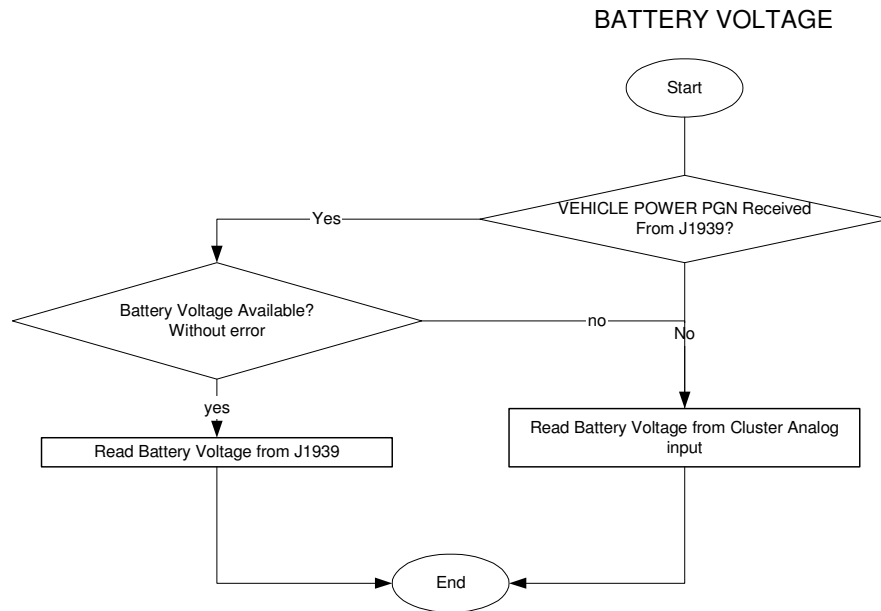 BATTERY VOLTAGE
Start
VEHICLE POWER PGN Received
From J1939?
Yes
Battery Voltage Available?
Without error
no
No
yes
Read Battery Voltage from J1939
Read Battery Voltage from Cluster Analog
input
End